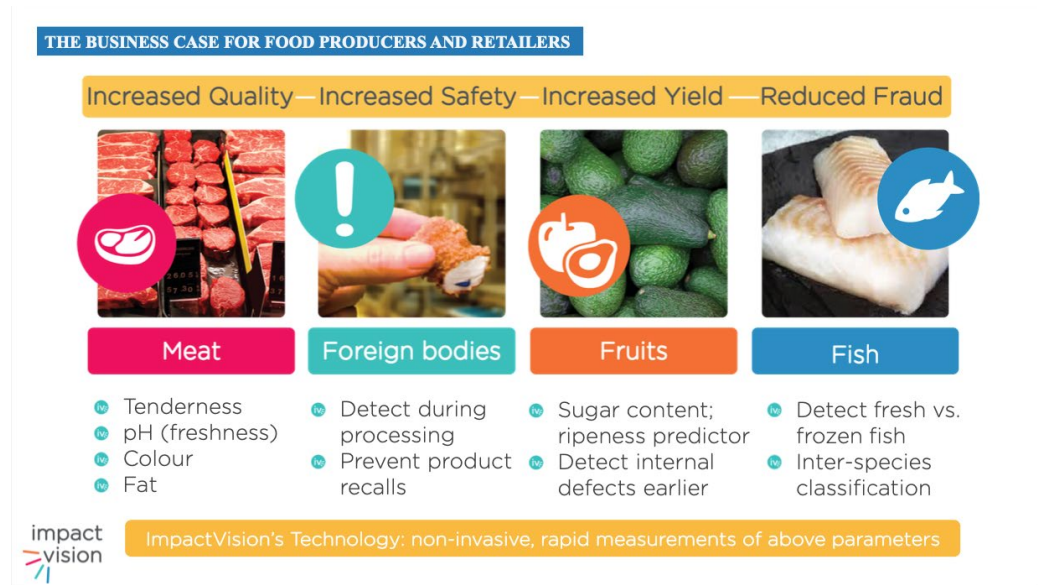 THE BUSINESS CASE FOR FOOD PRODUCERS AND RETAILERS
Increased Quality — Increased Safety — Increased Yield — Reduced Fraud
Meat
Tenderness
pH (freshness)
Colour
Fat
Foreign bodies
Detect during
processing
Prevent product
recalls
Fruits
Sugar content;
ripeness predictor
Detect internal
defects earlier
Fish
Detect fresh vs.
frozen fish
Inter-species
classification
impact
vision
ImpactVision's Technology: non-invasive, rapid measurements of above parameters